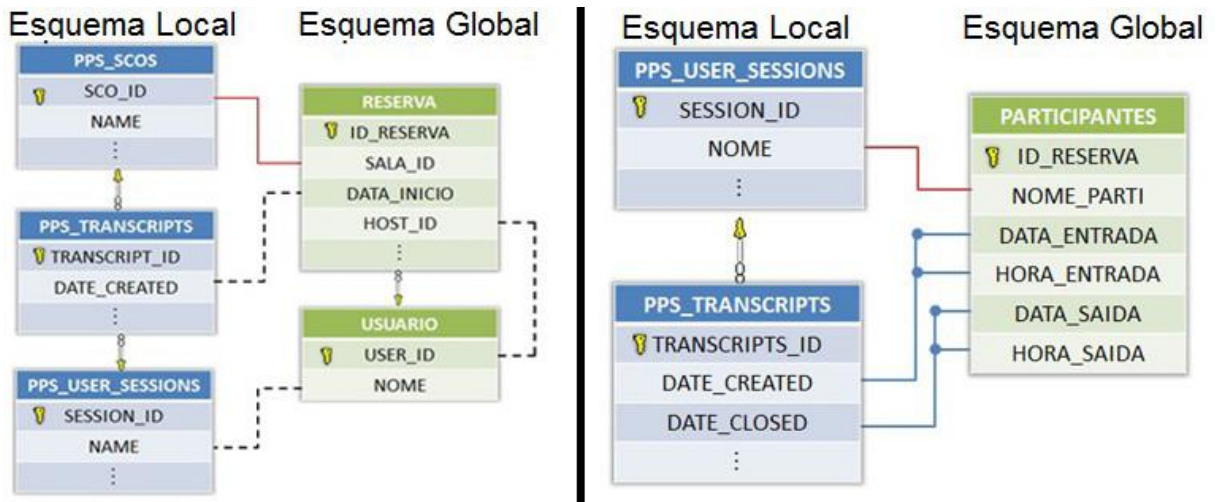 Esquema Local
Esquema Global
PPS_SCOS
SCO_ID
NAME
⋮
PPS_TRANSCRIPTS
TRANSCRIPT_ID
DATE_CREATED
⋮
PPS_USER_SESSIONS
SESSION_ID
NAME
⋮
RESERVA
ID_RESERVA
SALA_ID
DATA_INICIO
HOST_ID
⋮
USUARIO
USER_ID
NOME
Esquema Local
Esquema Global
PPS_USER_SESSIONS
SESSION_ID
NOME
⋮
PPS_TRANSCRIPTS
TRANSCRIPTS_ID
DATE_CREATED
DATE_CLOSED
⋮
PARTICIPANTES
ID_RESERVA
NOME_PARTI
DATA_ENTRADA
HORA_ENTRADA
DATA_SAIDA
HORA_SAIDA